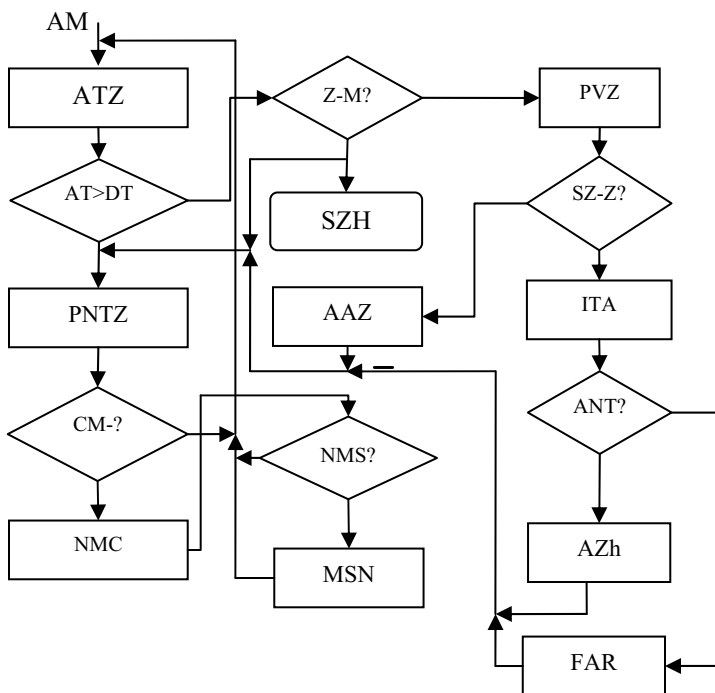 AM
ATZ
Z-M?
PVZ
AT>DT
SZ-Z?
SZH
PNTZ
AAZ
ITA
CM-?
ANT?
NMS?
NMC
AZh
MSN
FAR